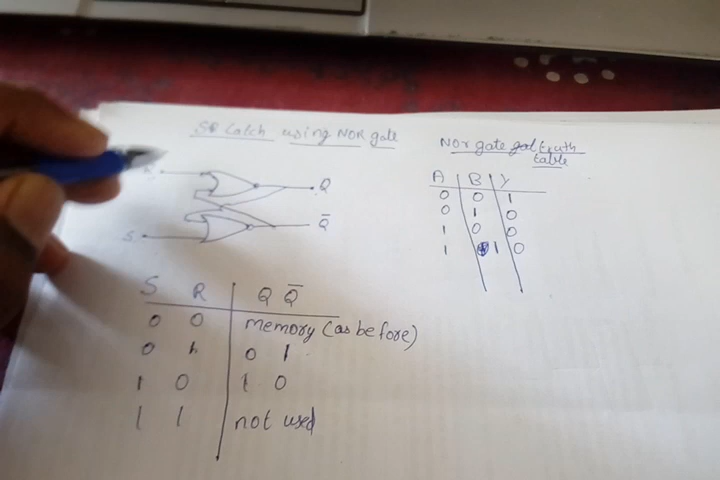 SR Latch using NOR gate
Nor gate truth
table
A B Y
0 0 1
0 1 0
1 0 0
1 1 0
R
Q
Q̅
S
S R Q Q̅
0 0 memory (as before)
0 1 0 1
1 0 1 0
1 1 not used